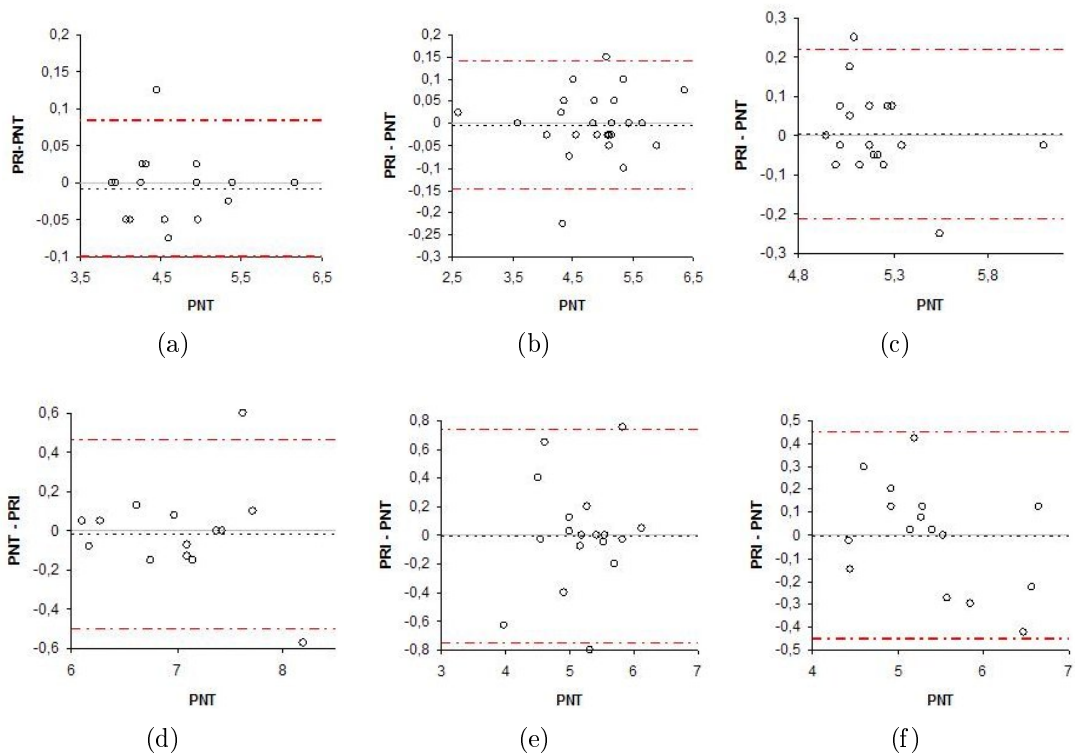 0,2
0,15
0,1
0,05
0
-0,05
-0,1
3,5 4,5 5,5 6,5
PRI-PNT
PNT
(a)
0,2
0,15
0,1
0,05
0
-0,05
-0,1
-0,15
-0,2
-0,25
-0,3
2,5 3,5 4,5 5,5 6,5
PRI - PNT
PNT
(b)
0,3
0,2
0,1
0
-0,1
-0,2
-0,3
4,8 5,3 5,8
PRI - PNT
PNT
(c)
0,6
0,4
0,2
0
-0,2
-0,4
-0,6
6 7 8
PNT - PRI
PNT
(d)
0,8
0,6
0,4
0,2
0
-0,2
-0,4
-0,6
-0,8
3 4 5 6 7
PRI - PNT
PNT
(e)
0,5
0,4
0,3
0,2
0,1
0
-0,1
-0,2
-0,3
-0,4
-0,5
4 5 6 7
PRI - PNT
PNT
(f)